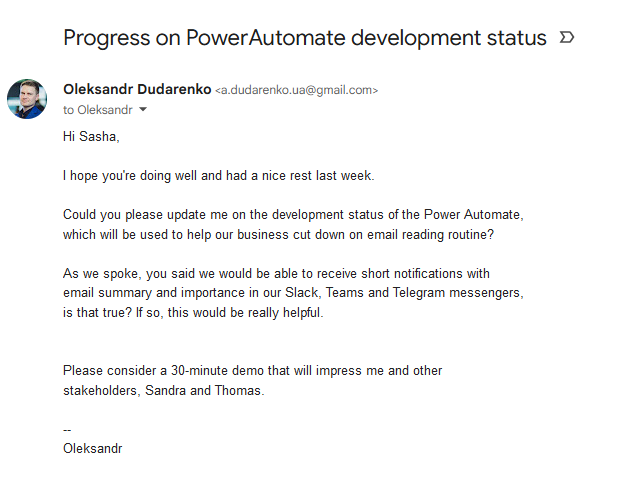 Progress on PowerAutomate development status
Oleksandr Dudarenko <a.dudarenko.ua@gmail.com>
to Oleksandr
Hi Sasha,
I hope you're doing well and had a nice rest last week.
Could you please update me on the development status of the Power Automate,
which will be used to help our business cut down on email reading routine?
As we spoke, you said we would be able to receive short notifications with
email summary and importance in our Slack, Teams and Telegram messengers,
is that true? If so, this would be really helpful.
Please consider a 30-minute demo that will impress me and other
stakeholders, Sandra and Thomas.
--
Oleksandr